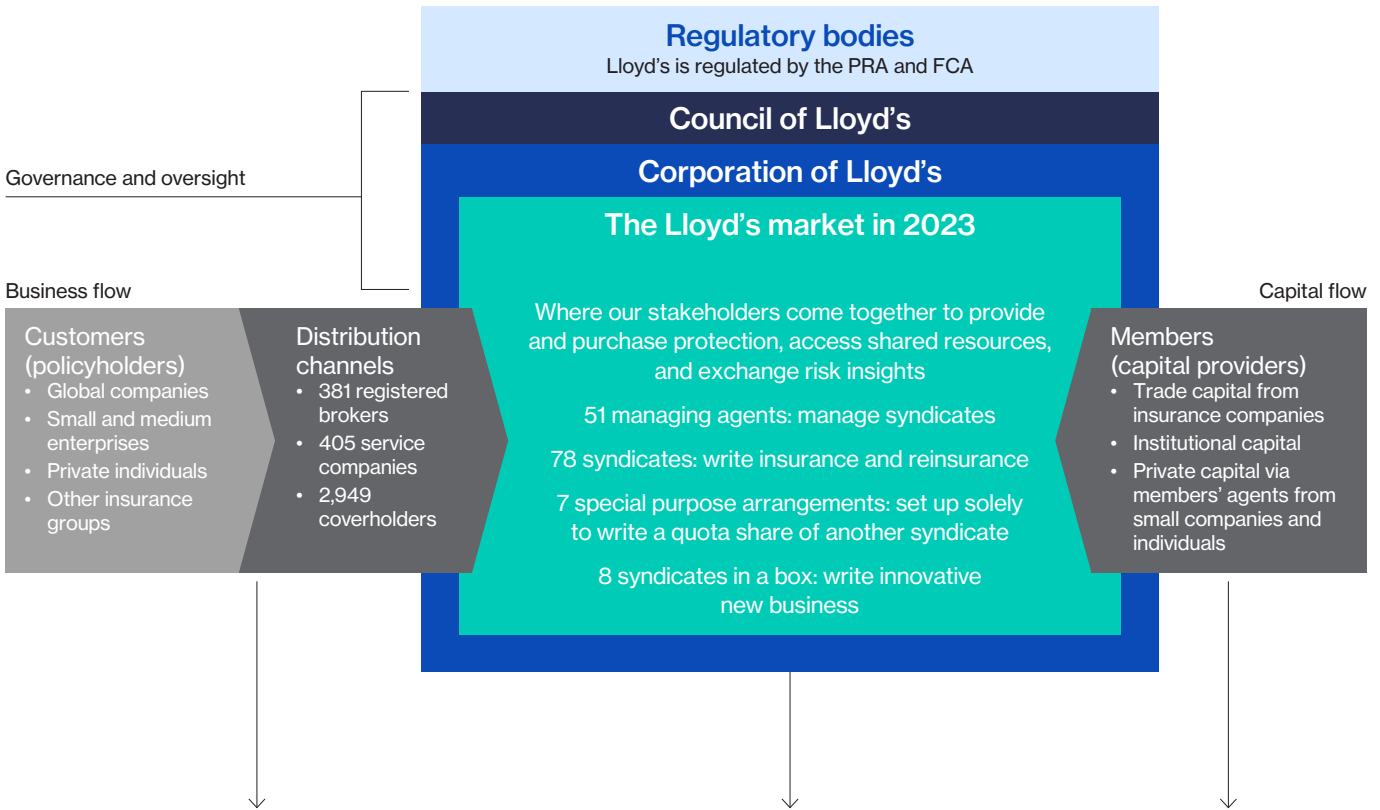 Regulatory bodies
Lloyd’s is regulated by the PRA and FCA
Council of Lloyd’s
Corporation of Lloyd’s
Governance and oversight
The Lloyd’s market in 2023
Business flow
Capital flow
Customers
(policyholders)
• Global companies
• Small and medium
enterprises
• Private individuals
• Other insurance
groups
Distribution
channels
• 381 registered
brokers
• 405 service
companies
• 2,949
coverholders
Where our stakeholders come together to provide
and purchase protection, access shared resources,
and exchange risk insights
51 managing agents: manage syndicates
78 syndicates: write insurance and reinsurance
7 special purpose arrangements: set up solely
to write a quota share of another syndicate
8 syndicates in a box: write innovative
new business
Members
(capital providers)
• Trade capital from
insurance companies
• Institutional capital
• Private capital via
members’ agents from
small companies and
individuals